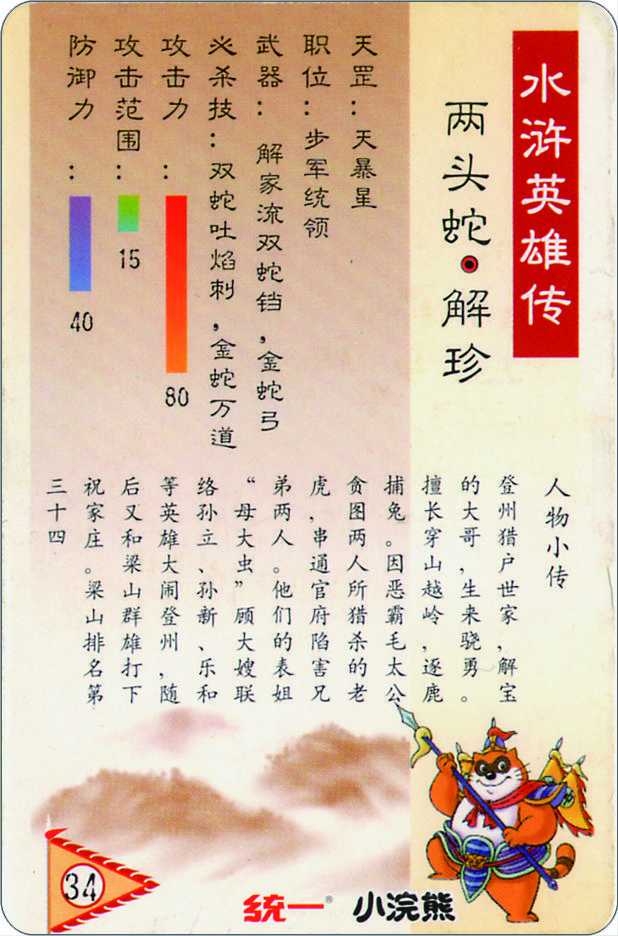 水浒英雄传
两头蛇·解珍
天罡：天暴星
职位：步军统领
武器：解家流双蛇铛，金蛇弓
必杀技：双蛇吐焰刺，金蛇万道
攻击力：
80
攻击范围：
15
防御力：
40
人物小传
登州猎户世家，解宝
的大哥，生来骁勇。
擅长穿山越岭，逐鹿
捕兔。因恶霸毛太公
贪图两人所猎杀的老
虎，串通官府陷害兄
弟两人。他们的表姐
“母大虫”顾大嫂联
络孙立、孙新、乐和
等英雄大闹登州，随
后又和梁山群雄打下
祝家庄。梁山排名第
三十四
34
统一® 小浣熊